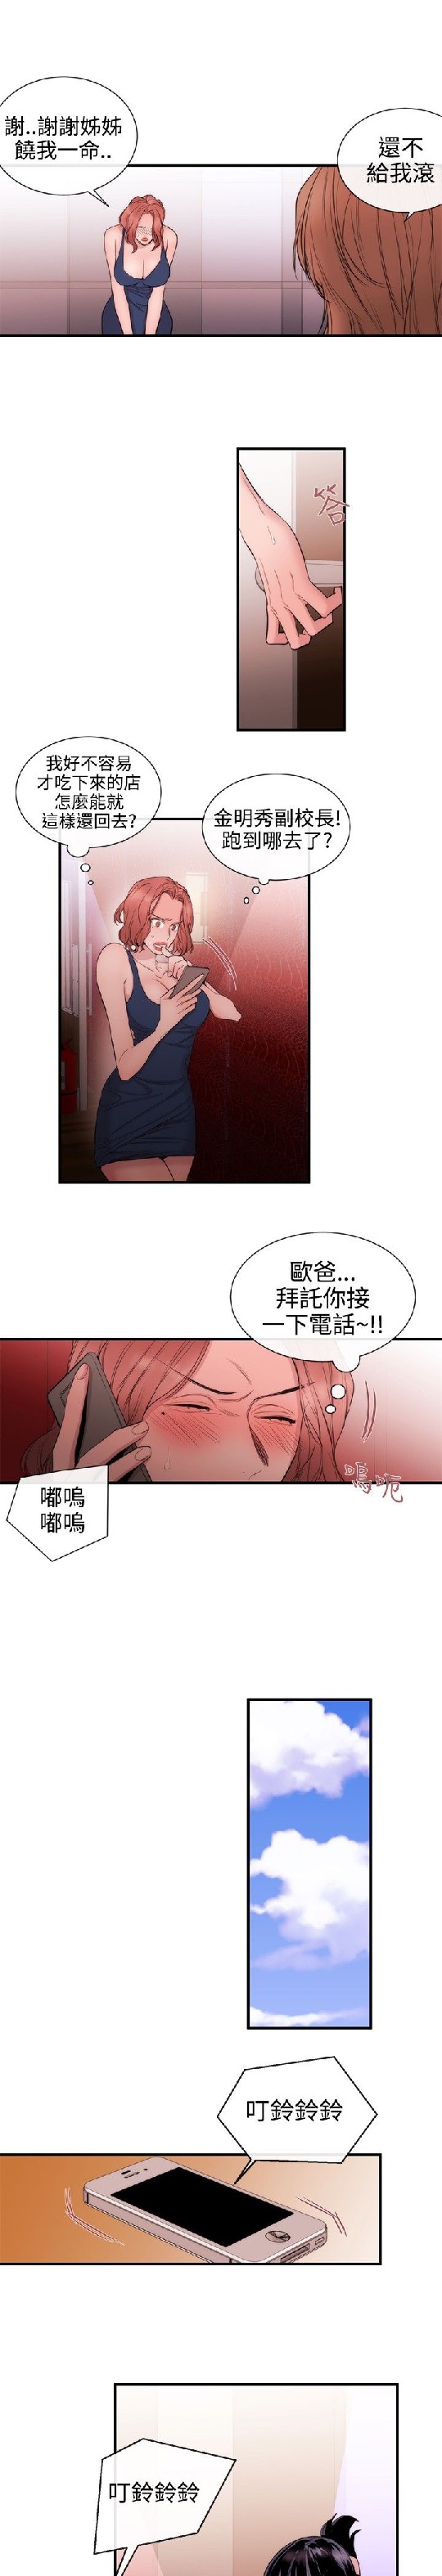 謝..謝謝姊姊
饒我一命..
還不
給我滾
答
我好不容易
才吃下來的店
怎麼能就
這樣還回去?
金明秀副校長!
跑到哪去了?
歐爸...
拜託你接
一下電話~!!
嗚呃
嘟嗚
嘟嗚
叮鈴鈴鈴
叮鈴鈴鈴